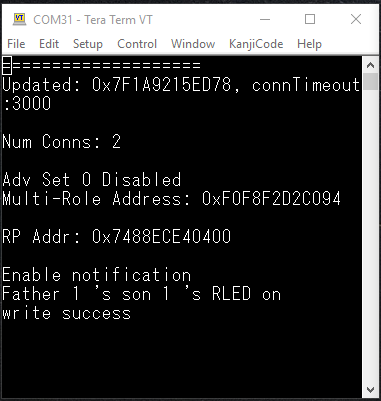 COM31 - Tera Term VT
File Edit Setup Control Window KanjiCode Help
====================
Updated: 0x7F1A9215ED78, connTimeout
:3000
Num Conns: 2
Adv Set 0 Disabled
Multi-Role Address: 0xF0F8F2D2C094
RP Addr: 0x7488ECE40400
Enable notification
Father 1 's son 1 's RLED on
write success